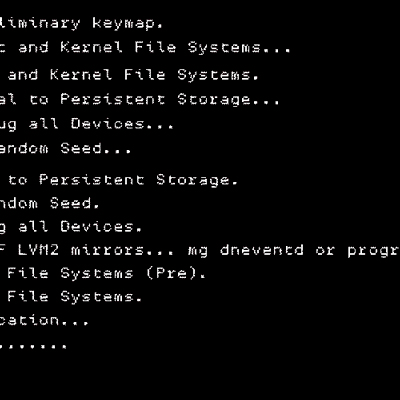 liminary keymap.
t and Kernel File Systems...
and Kernel File Systems.
al to Persistent Storage...
ug all Devices...
andom Seed...
to Persistent Storage.
ndom Seed.
g all Devices.
F LVM2 mirrors... mg dneventd or progr
File Systems (Pre).
File Systems.
cation...
.......